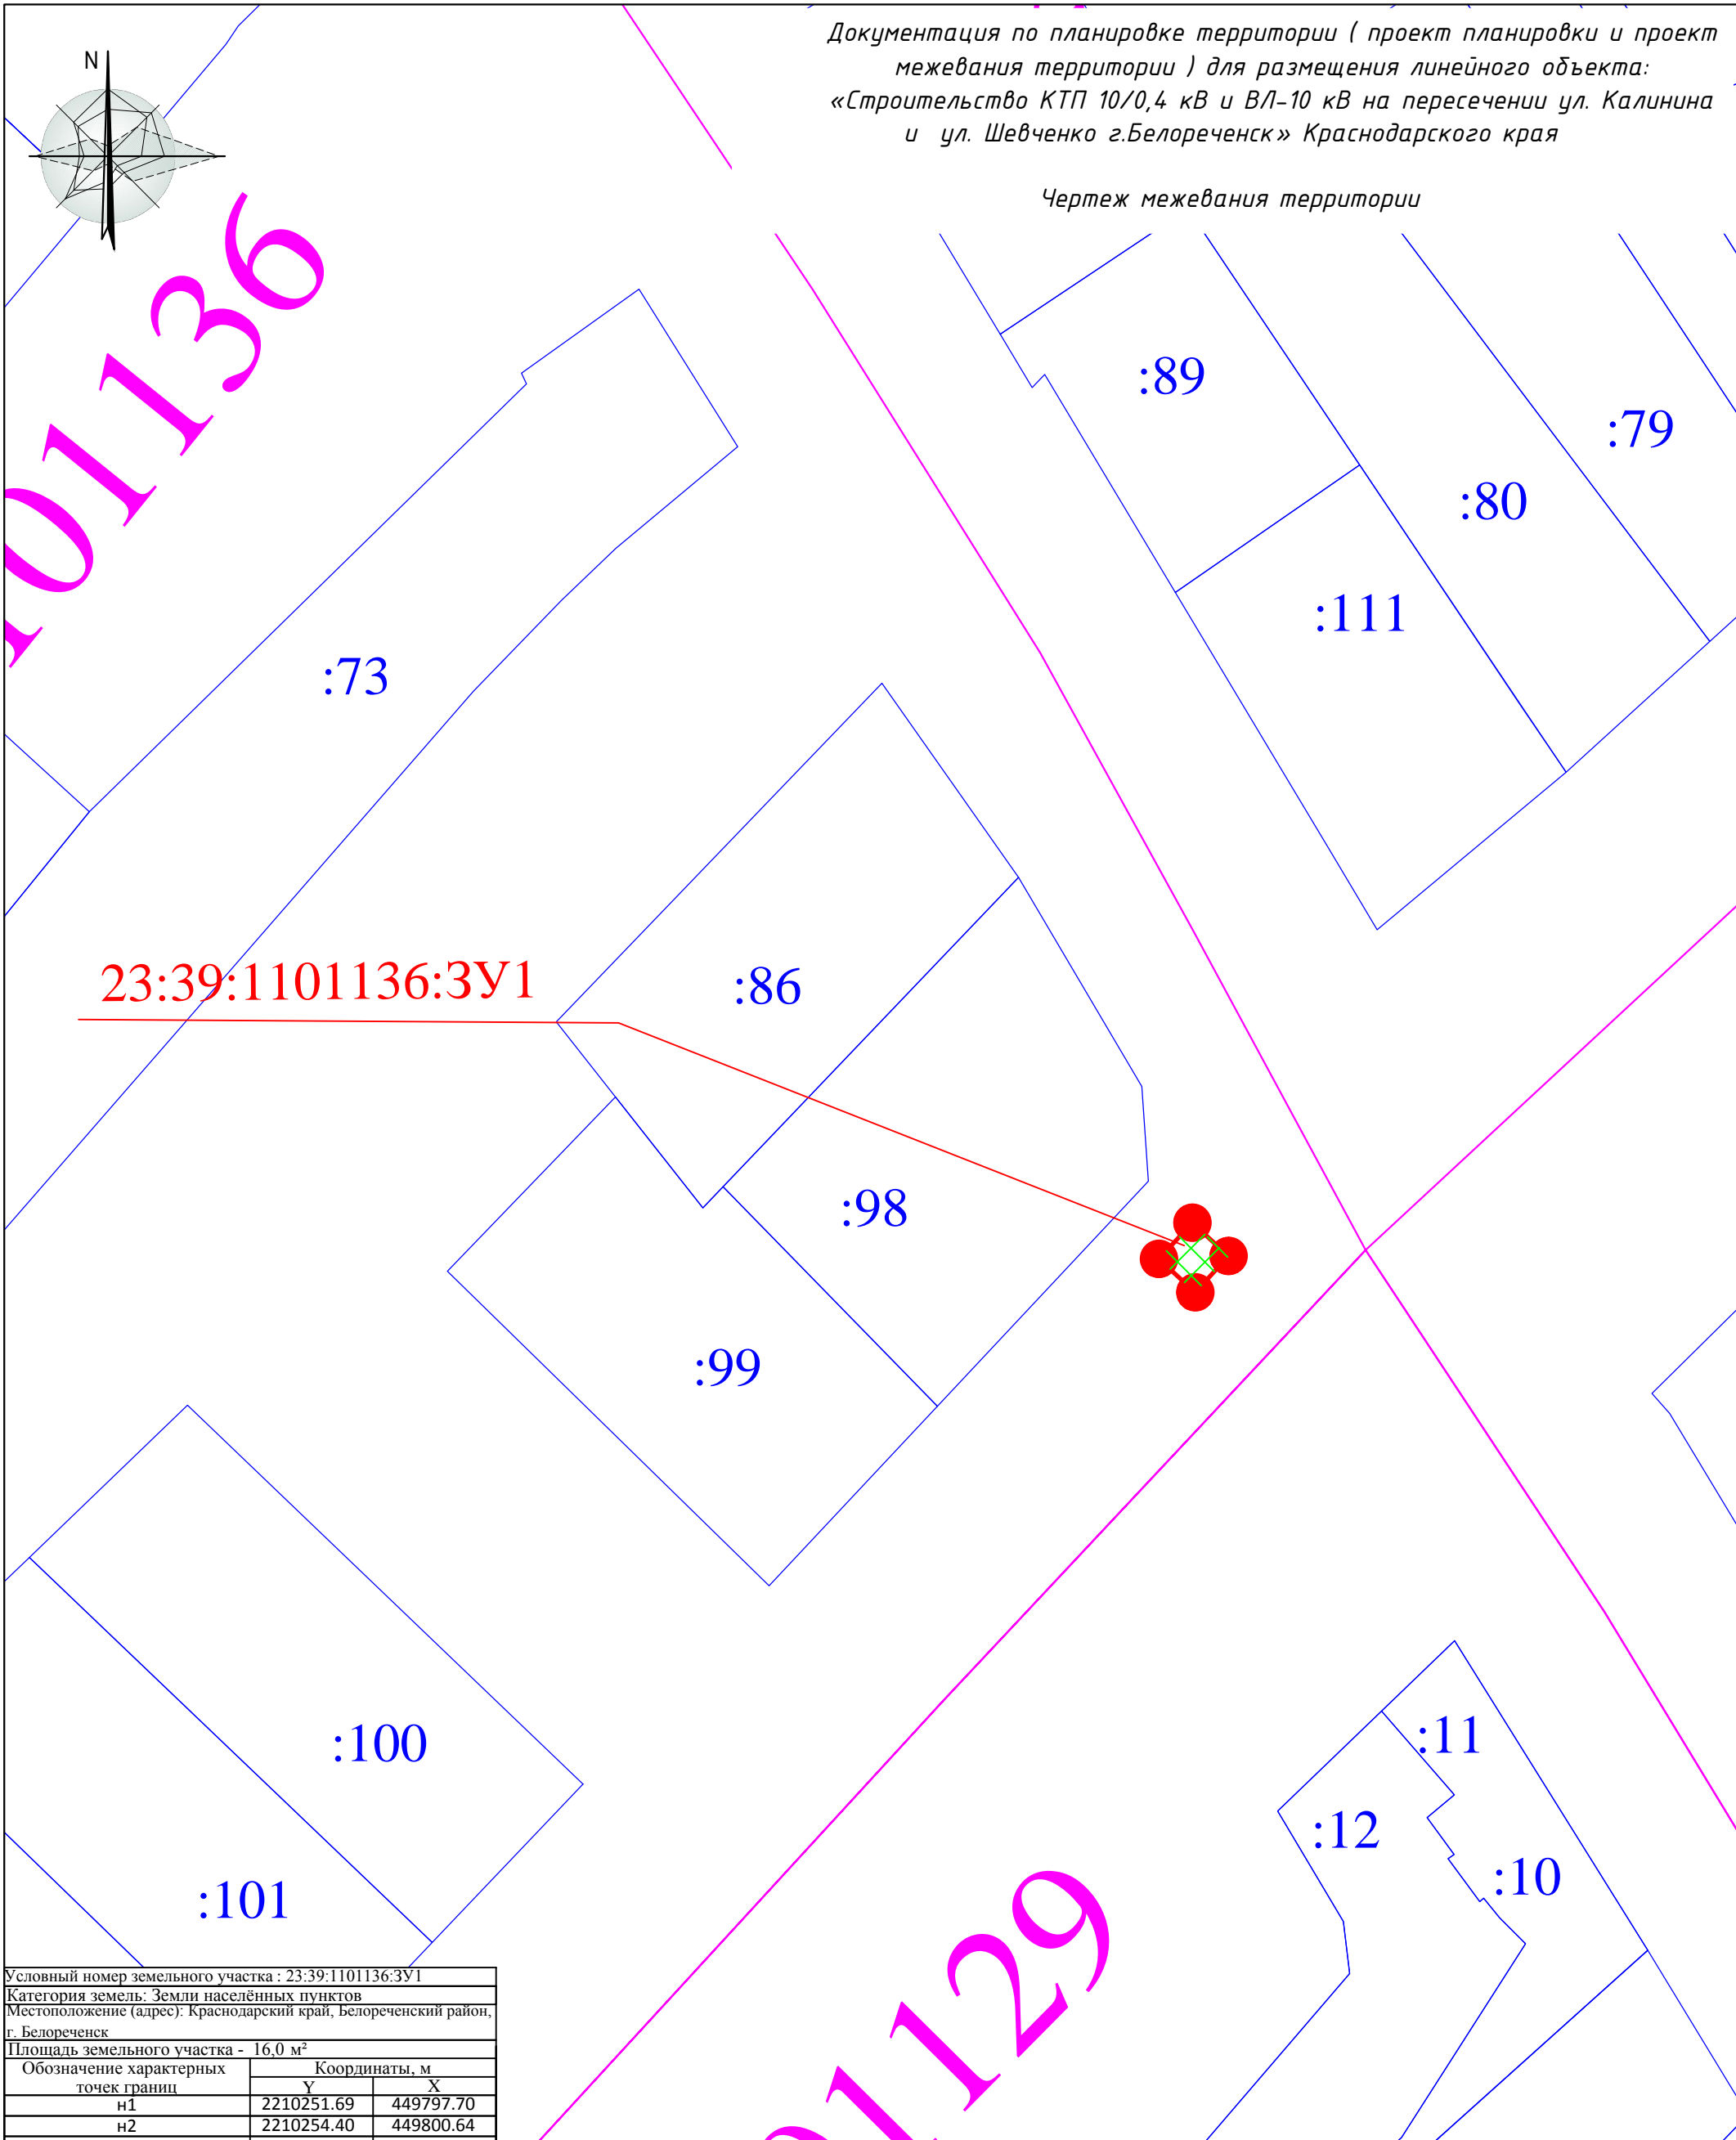 Документация по планировке территории ( проект планировки и проект
межевания территории ) для размещения линейного объекта:
«Строительство КТП 10/0,4 кВ и ВЛ-10 кВ на пересечении ул. Калинина
и ул. Шевченко г.Белореченск» Краснодарского края
Чертеж межевания территории
N
1101136
:89
:79
:80
:111
:73
23:39:1101136:ЗУ1
:86
:98
:99
:100
:101
:11
:12
:10
01129
Условный номер земельного участка : 23:39:1101136:ЗУ1
Категория земель: Земли населённых пунктов
Местоположение (адрес): Краснодарский край, Белореченский район,
г. Белореченск
Площадь земельного участка - 16,0 м²
Обозначение характерных точек границ
Координаты, м
Y X
н1 2210251.69 449797.70
н2 2210254.40 449800.64